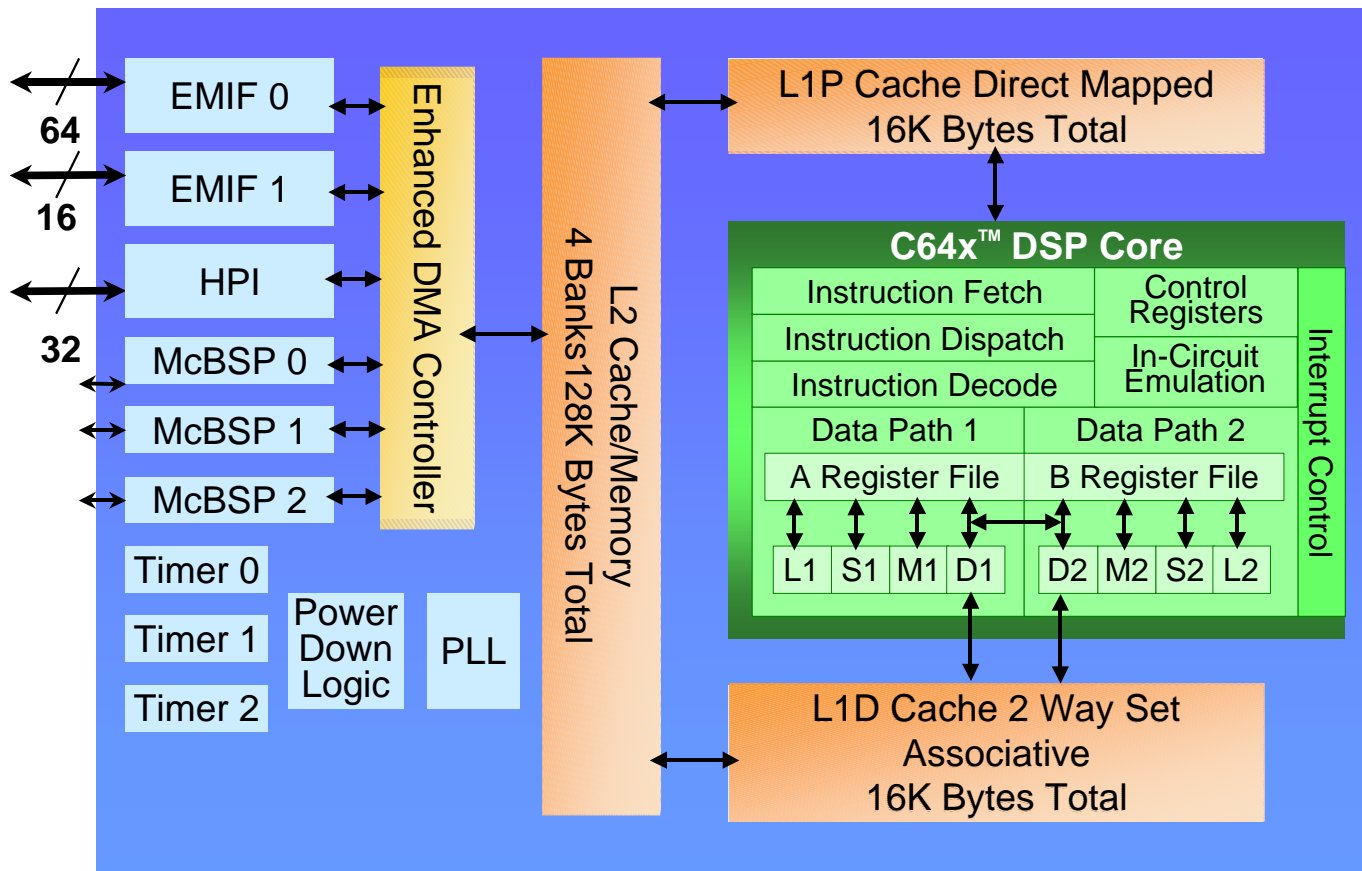 64
16
32
EMIF 0
EMIF 1
HPI
McBSP 0
McBSP 1
McBSP 2
Timer 0
Timer 1
Timer 2
Power
Down
Logic
PLL
Enhanced DMA Controller
L2 Cache/Memory
4 Banks128K Bytes Total
L1P Cache Direct Mapped
16K Bytes Total
C64x™ DSP Core
Instruction Fetch
Instruction Dispatch
Instruction Decode
Control
Registers
In-Circuit
Emulation
Interrupt Control
Data Path 1
Data Path 2
A Register File
B Register File
L1 S1 M1 D1
D2 M2 S2 L2
L1D Cache 2 Way Set
Associative
16K Bytes Total